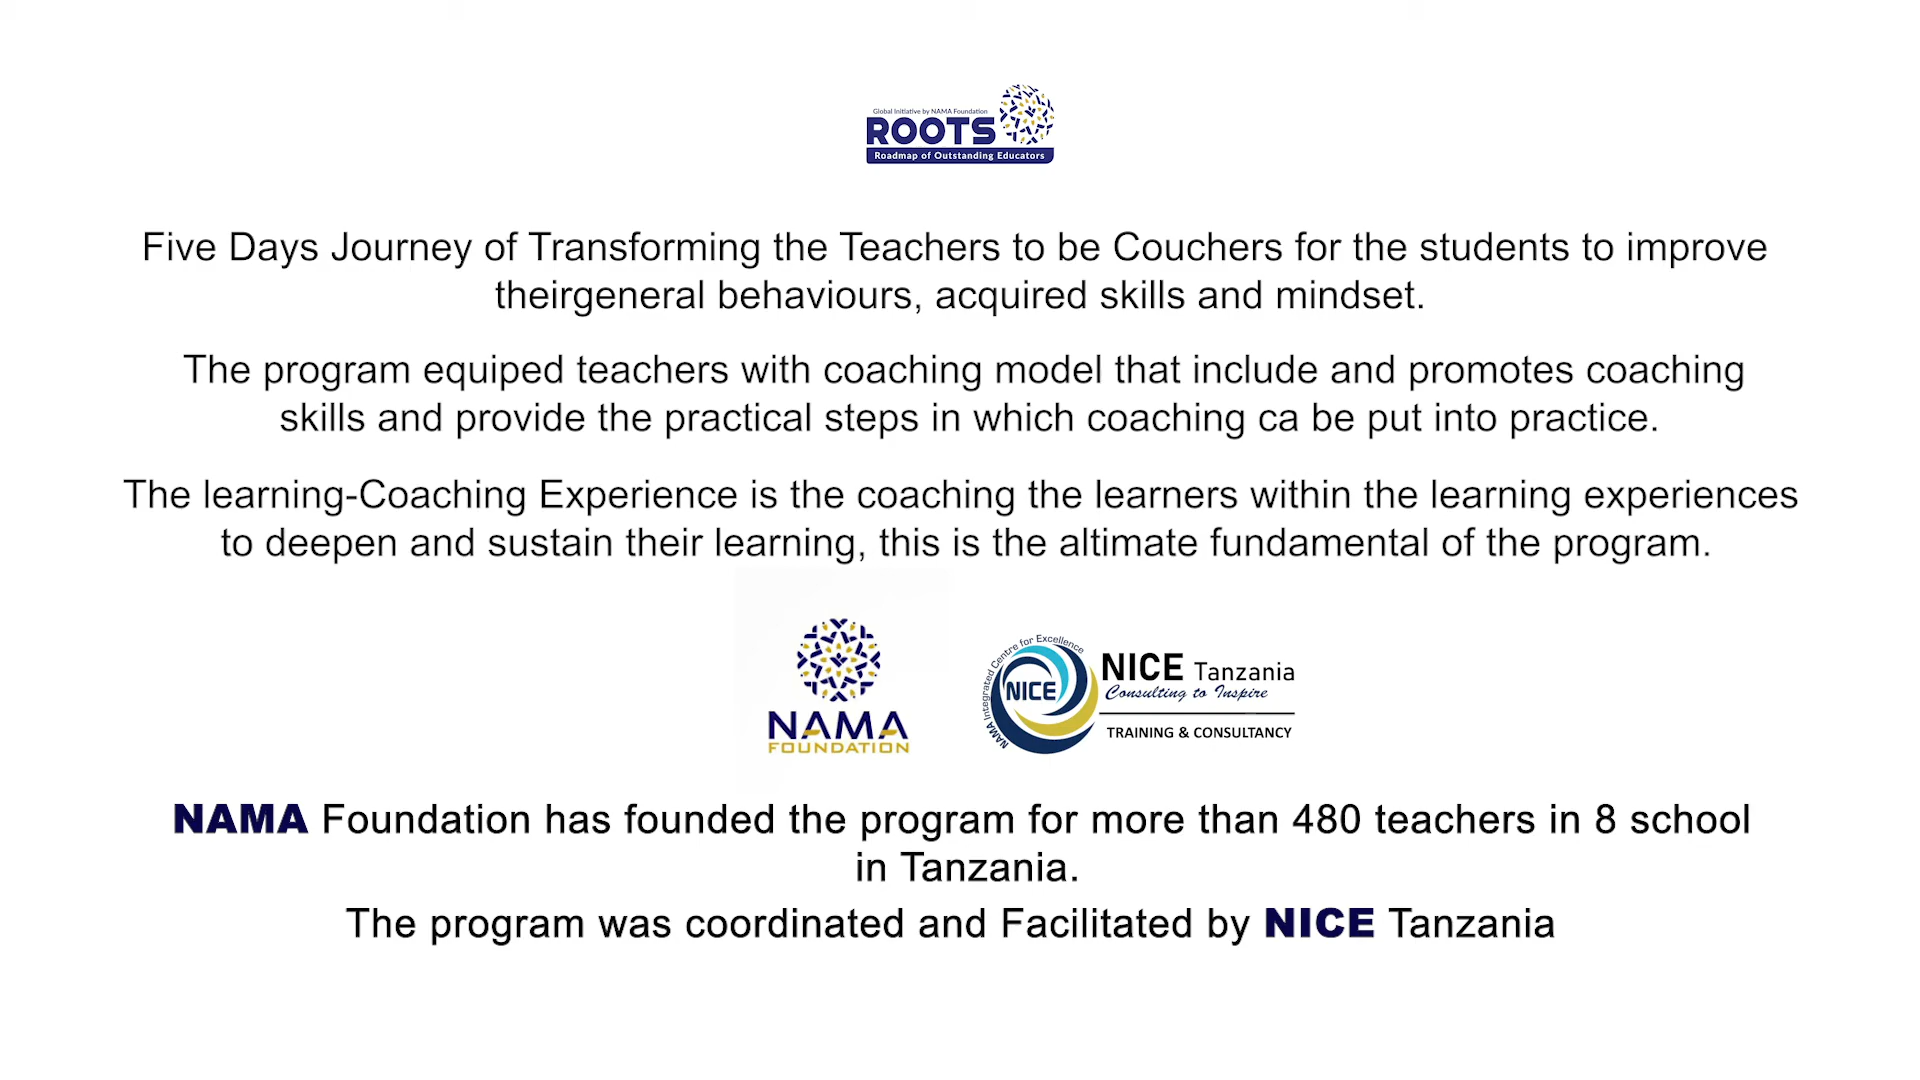 Global Initiative by NAMA Foundation
ROOTS
Roadmap of Outstanding Educators
Five Days Journey of Transforming the Teachers to be Couchers for the students to improve
theirgeneral behaviours, acquired skills and mindset.
The program equiped teachers with coaching model that include and promotes coaching
skills and provide the practical steps in which coaching ca be put into practice.
The learning-Coaching Experience is the coaching the learners within the learning experiences
to deepen and sustain their learning, this is the altimate fundamental of the program.
NAMA
FOUNDATION
NAMA Integrated Centre for Excellence
NICE
NICE Tanzania
Consulting to Inspire
TRAINING & CONSULTANCY
NAMA Foundation has founded the program for more than 480 teachers in 8 school
in Tanzania.
The program was coordinated and Facilitated by NICE Tanzania